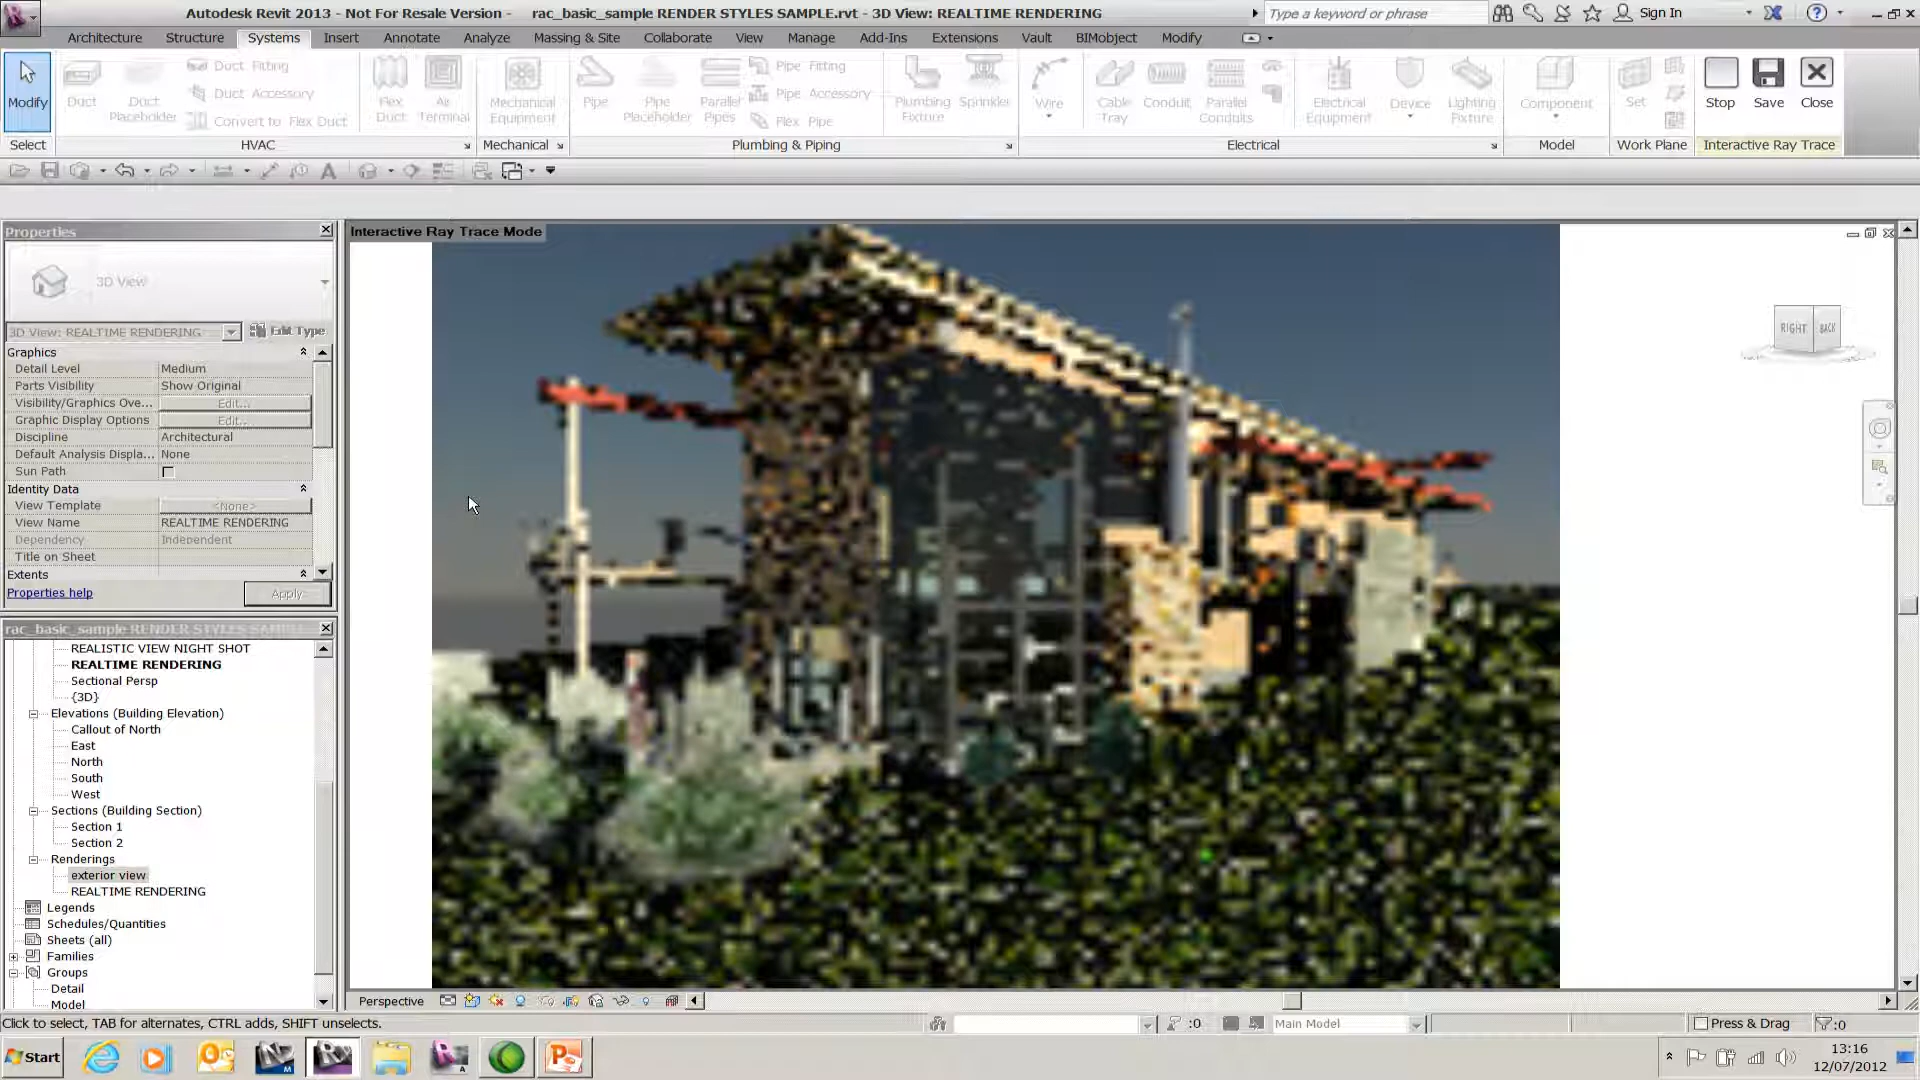 Autodesk Revit 2013 - Not For Resale Version - rac_basic_sample RENDER STYLES SAMPLE.rvt - 3D View: REALTIME RENDERING
Type a keyword or phrase
Sign In
Architecture Structure Systems Insert Annotate Analyze Massing & Site Collaborate View Manage Add-Ins Extensions Vault BIMobject Modify
Modify
Duct
Duct Placeholder
Duct Fitting
Duct Accessory
Convert to Flex Duct
Flex Duct
Air Terminal
Mechanical Equipment
Pipe
Pipe Placeholder
Parallel Pipes
Pipe Fitting
Pipe Accessory
Flex Pipe
Plumbing Fixture
Sprinkler
Wire
Cable Tray
Conduit
Parallel Conduits
Electrical Equipment
Device
Lighting Fixture
Component
Set
Stop
Save
Close
Select HVAC Mechanical Plumbing & Piping Electrical Model Work Plane Interactive Ray Trace
Properties
3D View
3D View: REALTIME RENDERING Edit Type
Graphics
Detail Level Medium
Parts Visibility Show Original
Visibility/Graphics Ove... Edit...
Graphic Display Options Edit...
Discipline Architectural
Default Analysis Displa... None
Sun Path
Identity Data
View Template <None>
View Name REALTIME RENDERING
Dependency Independent
Title on Sheet
Extents
Properties help Apply
rac_basic_sample RENDER STYLES SAMPLE
REALISTIC VIEW NIGHT SHOT
REALTIME RENDERING
Sectional Persp
{3D}
Elevations (Building Elevation)
Callout of North
East
North
South
West
Sections (Building Section)
Section 1
Section 2
Renderings
exterior view
REALTIME RENDERING
Legends
Schedules/Quantities
Sheets (all)
Families
Groups
Detail
Model
Interactive Ray Trace Mode
RIGHT BACK
Perspective
Click to select, TAB for alternates, CTRL adds, SHIFT unselects.
:0
Main Model
Press & Drag
:0
Start
13:16
12/07/2012